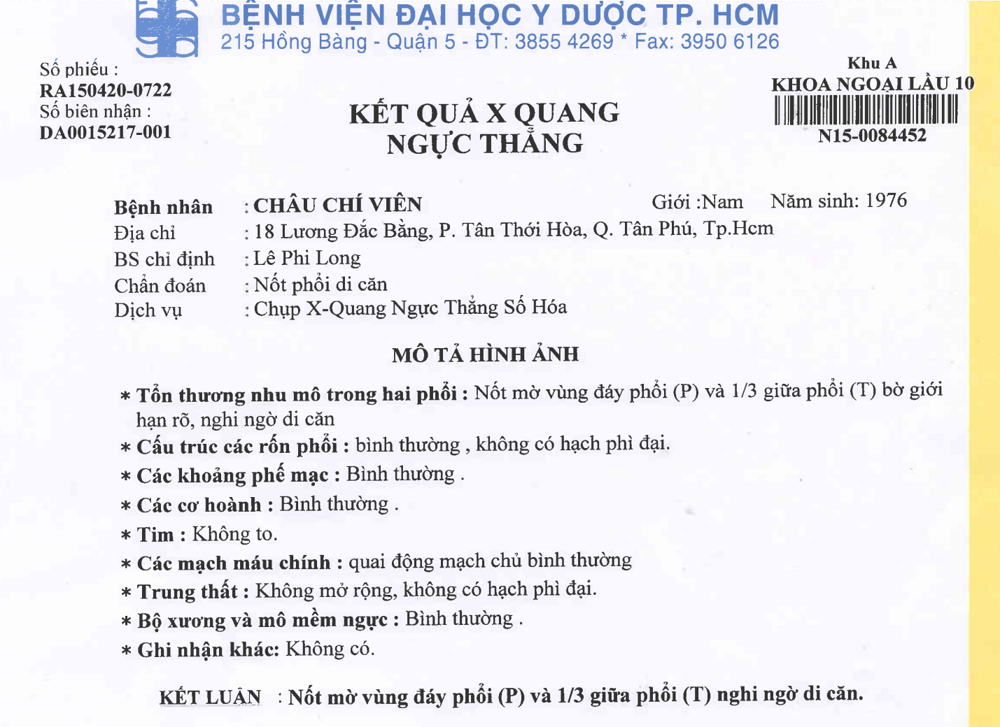 BỆNH VIỆN ĐẠI HỌC Y DƯỢC TP. HCM
215 Hồng Bàng - Quận 5 - ĐT: 3855 4269 * Fax: 3950 6126
Số phiếu :
RA150420-0722
Số biên nhận :
DA0015217-001
Khu A
KHOA NGOẠI LẦU 10
N15-0084452
KẾT QUẢ X QUANG
NGỰC THẲNG
Bệnh nhân : CHÂU CHÍ VIÊN Giới :Nam Năm sinh: 1976
Địa chỉ : 18 Lương Đắc Bằng, P. Tân Thới Hòa, Q. Tân Phú, Tp.Hcm
BS chỉ định : Lê Phi Long
Chẩn đoán : Nốt phổi di căn
Dịch vụ : Chụp X-Quang Ngực Thẳng Số Hóa
MÔ TẢ HÌNH ẢNH
* Tổn thương nhu mô trong hai phổi : Nốt mờ vùng đáy phổi (P) và 1/3 giữa phổi (T) bờ giới
hạn rõ, nghi ngờ di căn
* Cấu trúc các rốn phổi : bình thường , không có hạch phì đại.
* Các khoảng phế mạc : Bình thường .
* Các cơ hoành : Bình thường .
* Tim : Không to.
* Các mạch máu chính : quai động mạch chủ bình thường
* Trung thất : Không mở rộng, không có hạch phì đại.
* Bộ xương và mô mềm ngực : Bình thường .
* Ghi nhận khác: Không có.
KẾT LUẬN : Nốt mờ vùng đáy phổi (P) và 1/3 giữa phổi (T) nghi ngờ di căn.